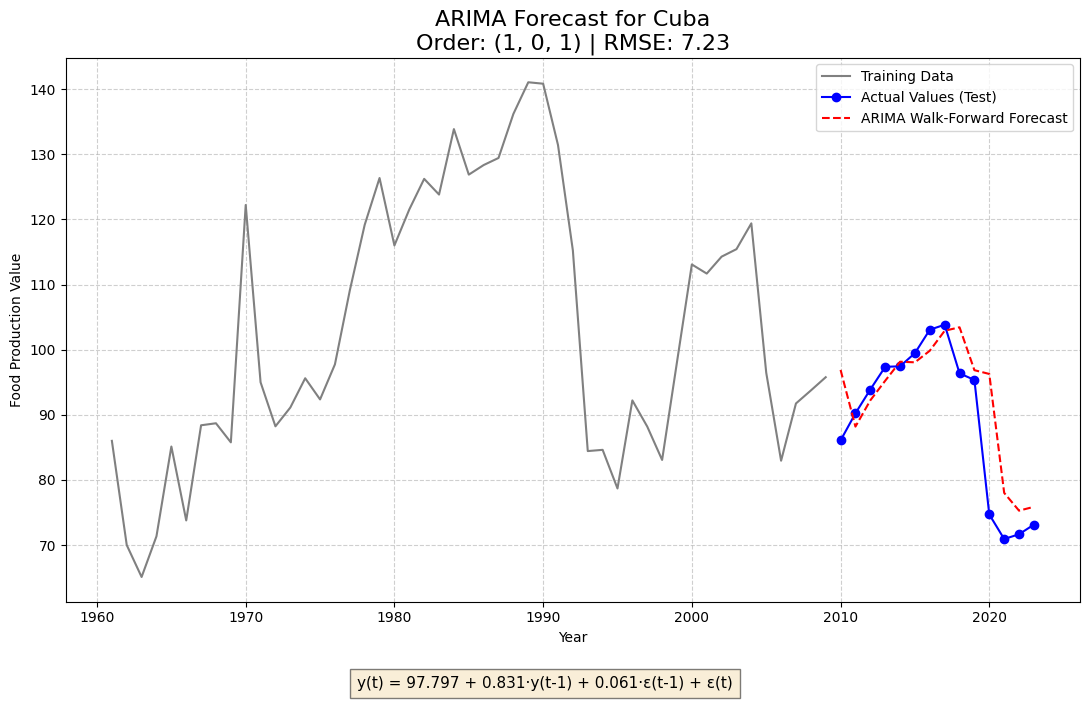 ARIMA Forecast for Cuba
Order: (1, 0, 1) | RMSE: 7.23
Training Data
Actual Values (Test)
ARIMA Walk-Forward Forecast
Food Production Value
140
130
120
110
100
90
80
70
1960 1970 1980 1990 2000 2010 2020
Year
y(t) = 97.797 + 0.831·y(t-1) + 0.061·ε(t-1) + ε(t)